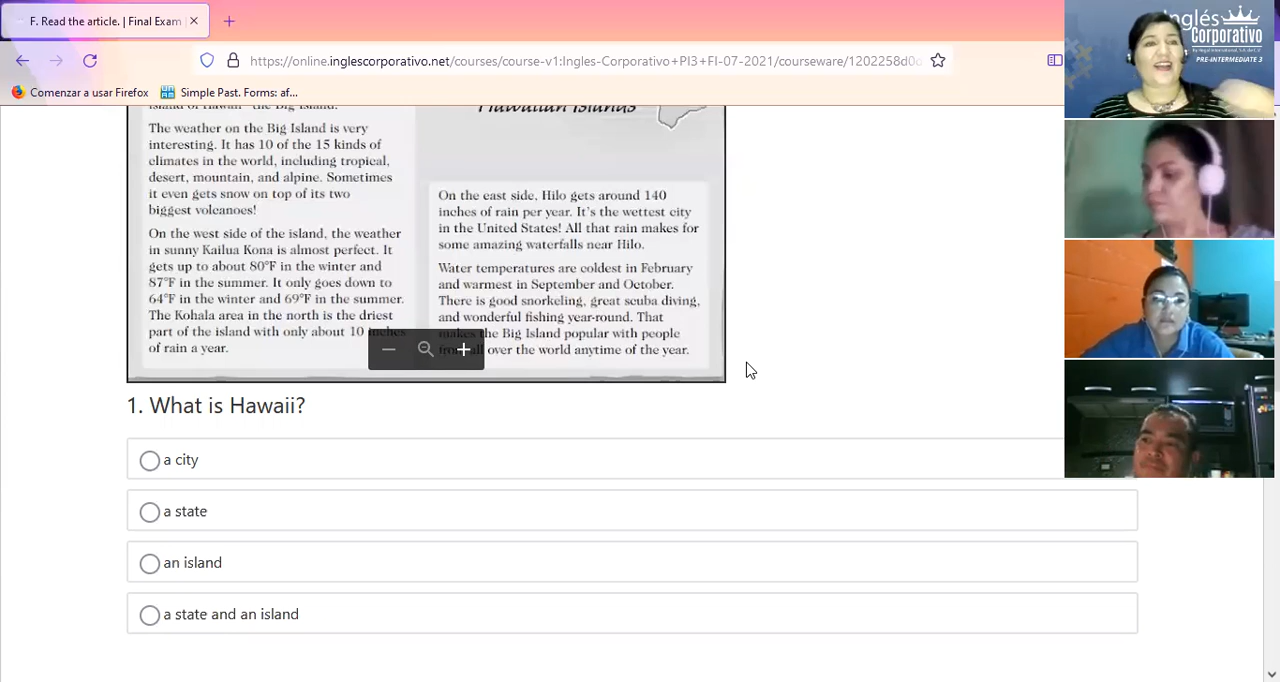 F. Read the article. | Final Exam
https://online.inglescorporativo.net/courses/course-v1:Ingles-Corporativo+PI3+FI-07-2021/courseware/1202258d0
Comenzar a usar Firefox
Simple Past. Forms: af...
Inglés
Corporativo
PRE-INTERMEDIATE 3
island of Hawaii the Big Island.
The weather on the Big Island is very
interesting. It has 10 of the 15 kinds of
climates in the world, including tropical,
desert, mountain, and alpine. Sometimes
it even gets snow on top of its two
biggest volcanoes!
On the west side of the island, the weather
in sunny Kailua Kona is almost perfect. It
gets up to about 80°F in the winter and
87°F in the summer. It only goes down to
64°F in the winter and 69°F in the summer.
The Kohala area in the north is the driest
part of the island with only about 10 inches
of rain a year.
Hawaiian Islands
On the east side, Hilo gets around 140
inches of rain per year. It's the wettest city
in the United States! All that rain makes for
some amazing waterfalls near Hilo.
Water temperatures are coldest in February
and warmest in September and October.
There is good snorkeling, great scuba diving,
and wonderful fishing year-round. That
makes the Big Island popular with people
from all over the world anytime of the year.
1. What is Hawaii?
a city
a state
an island
a state and an island